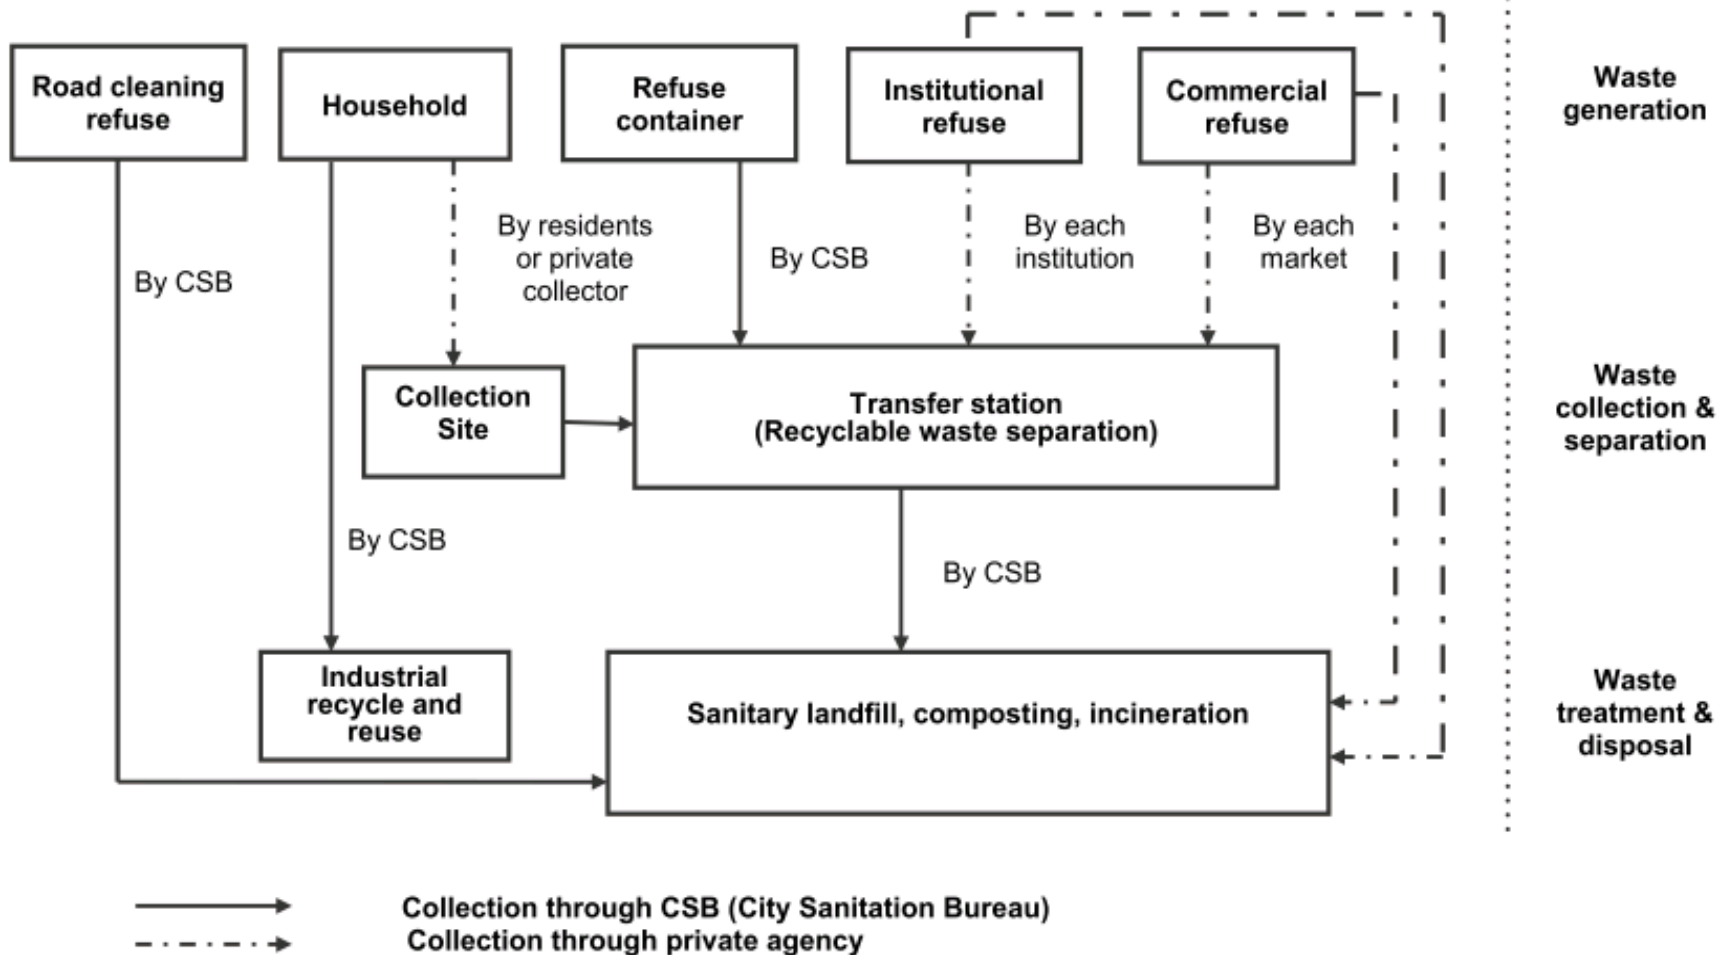 Road cleaning
refuse
Household
Refuse
container
Institutional
refuse
Commercial
refuse
Waste
generation
By CSB
By residents
or private
collector
By CSB
By each
institution
By each
market
Collection
Site
Transfer station
(Recyclable waste separation)
Waste
collection &
separation
By CSB
By CSB
Industrial
recycle and
reuse
Sanitary landfill, composting, incineration
Waste
treatment &
disposal
Collection through CSB (City Sanitation Bureau)
Collection through private agency